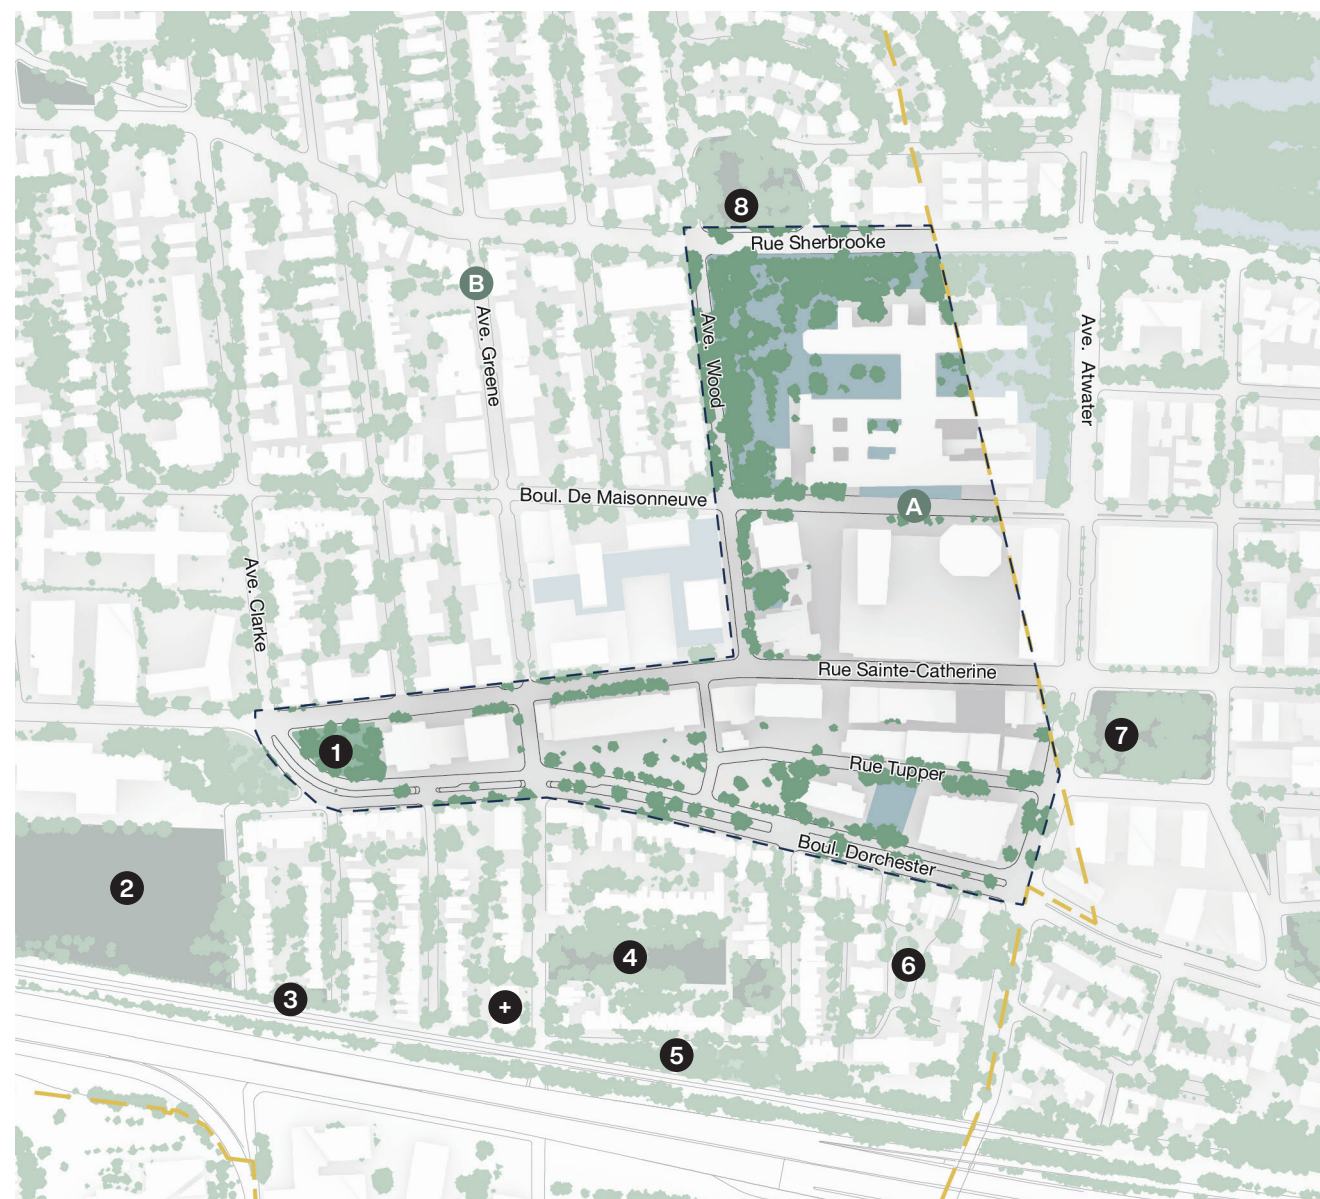 8
Rue Sherbrooke
B
Ave. Greene
Ave. Wood
Ave. Atwater
Boul. De Maisonneuve
A
Ave. Clarke
Rue Sainte-Catherine
1
7
Rue Tupper
Boul. Dorchester
2
4
6
3
+
5